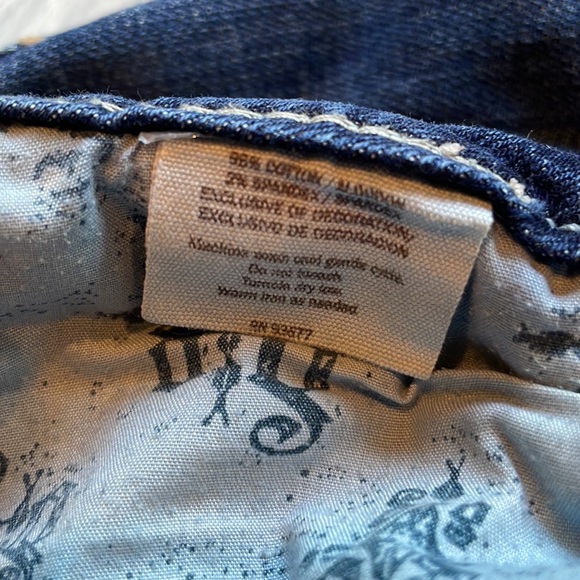 98% COTTON / ALGODON
2% SPANDEX / SPANDEX
EXCLUSIVE OF DECORATION/
EXCLUSIVO DE DECORACION
Machine wash cold gentle cycle.
Do not bleach
Tumble dry low
Warm iron as needed.
RN 93677